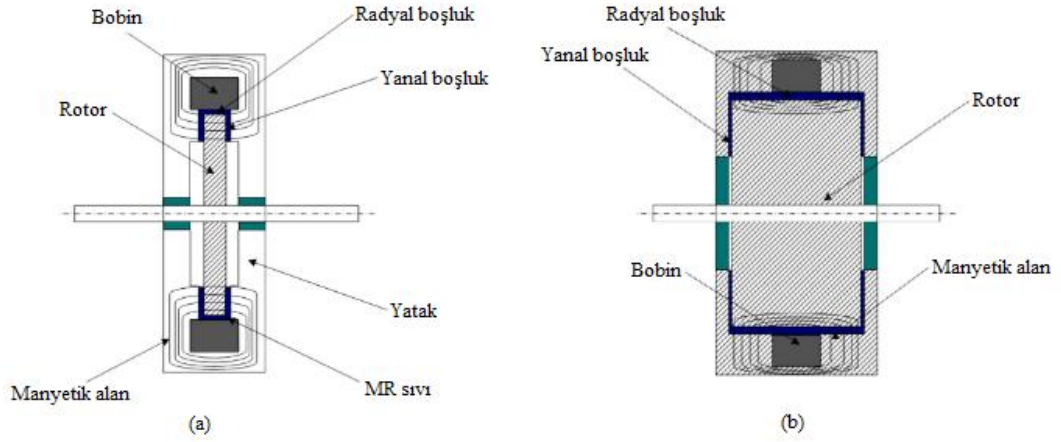 Bobin
Radyal boşluk
Yanal boşluk
Rotor
Yatak
Manyetik alan
MR sıvı
(a)
Radyal boşluk
Yanal boşluk
Rotor
Bobin
Manyetik alan
(b)